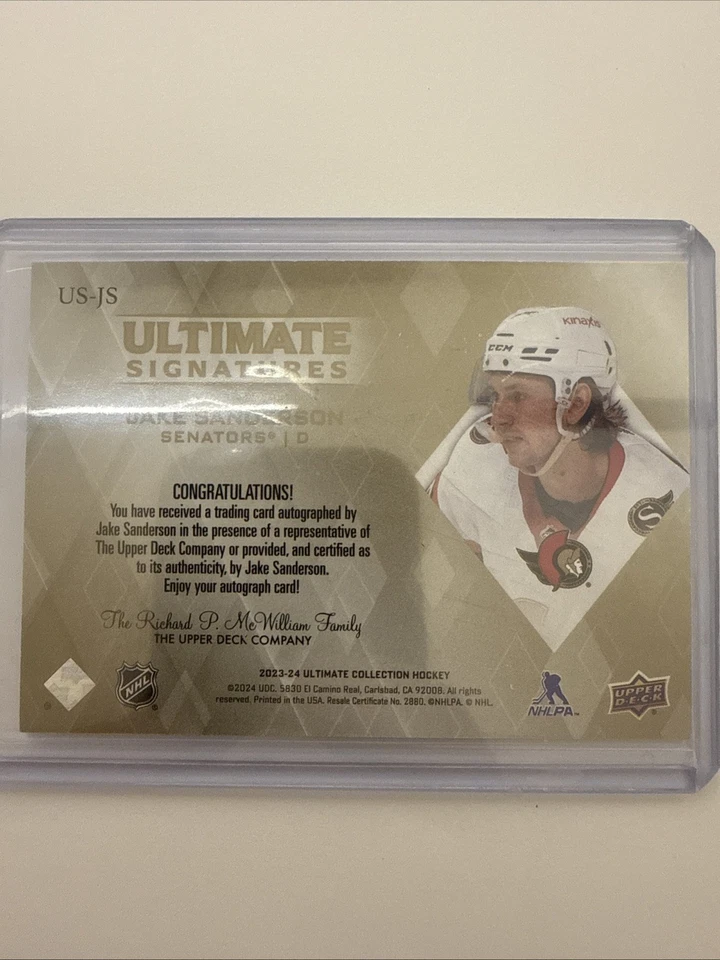 US-JS
ULTIMATE
SIGNATURES
JAKE SANDERSON
SENATORS® | D
CONGRATULATIONS!
You have received a trading card autographed by
Jake Sanderson in the presence of a representative of
The Upper Deck Company or provided, and certified as
to its authenticity, by Jake Sanderson.
Enjoy your autograph card!
The Richard P. McWilliam Family
THE UPPER DECK COMPANY
2023-24 ULTIMATE COLLECTION HOCKEY
©2024 UDC. 5830 El Camino Real, Carlsbad, CA 92008. All rights
reserved. Printed in the USA. Resale Certificate No. 2880. ©NHLPA. © NHL.
NHL
NHLPA™
UPPER
DECK
kinaxis
CCM
S